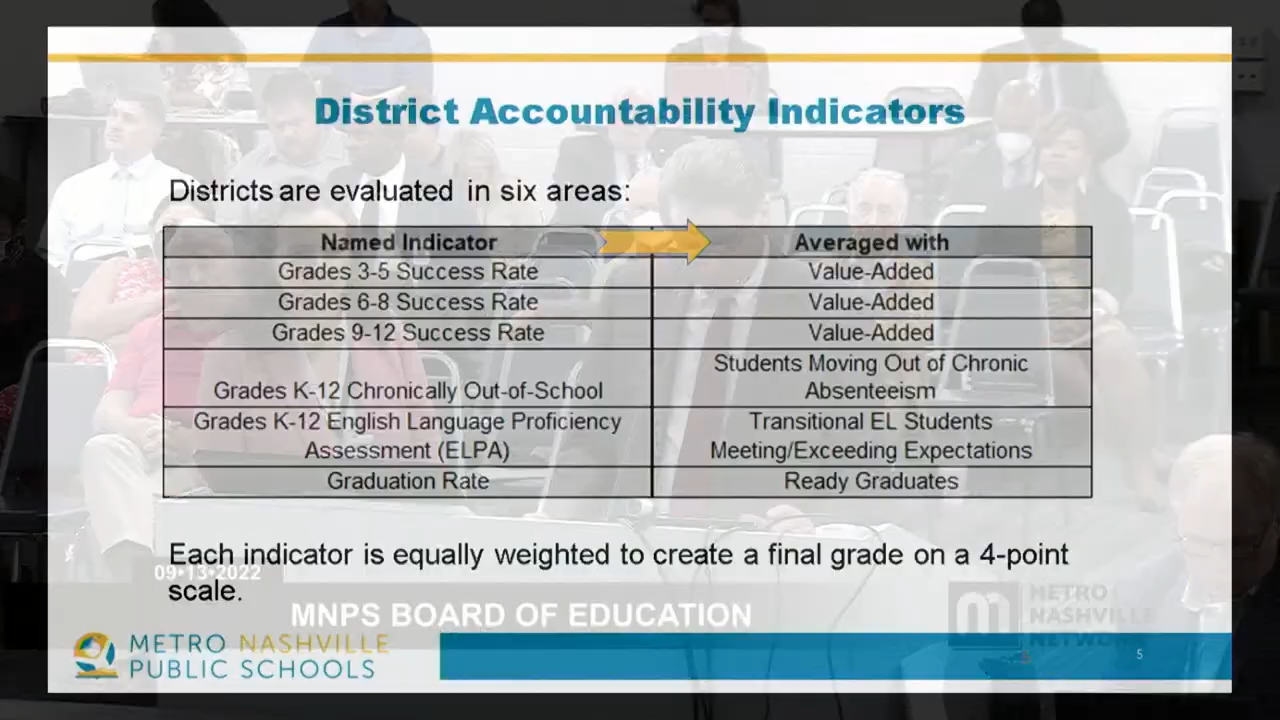 District Accountability Indicators
Districts are evaluated in six areas:
Named Indicator
Averaged with
Grades 3-5 Success Rate
Value-Added
Grades 6-8 Success Rate
Value-Added
Grades 9-12 Success Rate
Value-Added
Grades K-12 Chronically Out-of-School
Students Moving Out of Chronic
Absenteeism
Grades K-12 English Language Proficiency
Assessment (ELPA)
Transitional EL Students
Meeting/Exceeding Expectations
Graduation Rate
Ready Graduates
Each indicator is equally weighted to create a final grade on a 4-point
scale.
09•13•2022
MNPS BOARD OF EDUCATION
METRO
NASHVILLE
NETWORK
METRO NASHVILLE
PUBLIC SCHOOLS
5